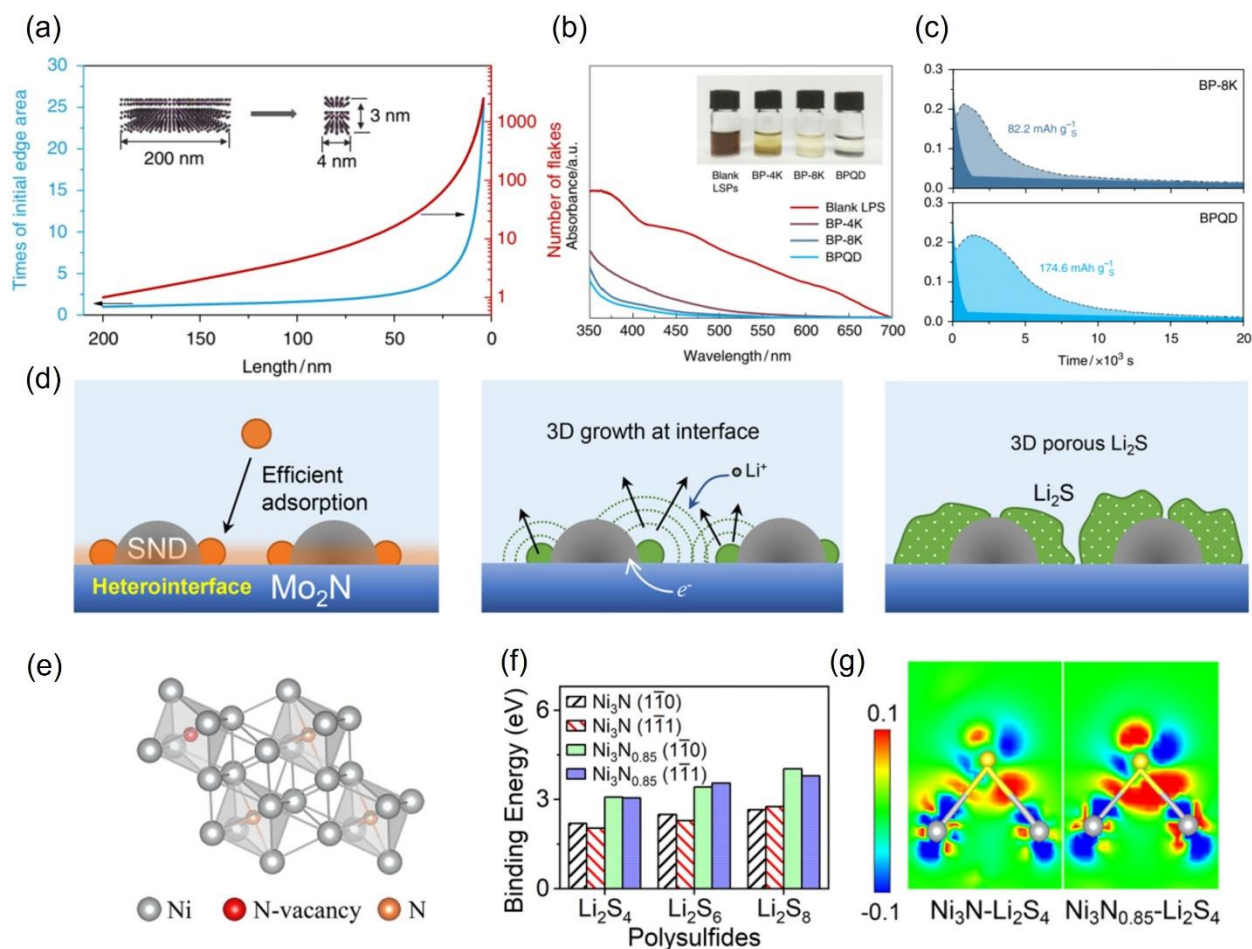 (a)
30
25
20
15
10
5
0
Times of initial edge area
200 nm
3 nm
4 nm
1000
100
10
1
Number of flakes
200
150
100
50
0
Length/nm
(b)
Absorbance/a.u.
Blank
LSPs
BP-4K
BP-8K
BPQD
Blank LPS
BP-4K
BP-8K
BPQD
350
400
450
500
550
600
650
700
Wavelength/nm
(c)
0.3
0.2
0.1
0.0
BP-8K
82.2 mAh g⁻¹S
0.3
0.2
0.1
0.0
BPQD
174.6 mAh g⁻¹S
0
5
10
15
20
Time/×10³ s
(d)
Efficient
adsorption
SND
Heterointerface
Mo₂N
3D growth at interface
Li⁺
e⁻
3D porous Li₂S
Li₂S
(e)
Ni
N-vacancy
N
(f)
Binding Energy (eV)
6
3
0
Ni₃N (11̄0)
Ni₃N (11̄1)
Ni₃N₀.₈₅ (11̄0)
Ni₃N₀.₈₅ (11̄1)
Li₂S₄
Li₂S₆
Li₂S₈
Polysulfides
(g)
0.1
-0.1
Ni₃N-Li₂S₄
Ni₃N₀.₈₅-Li₂S₄